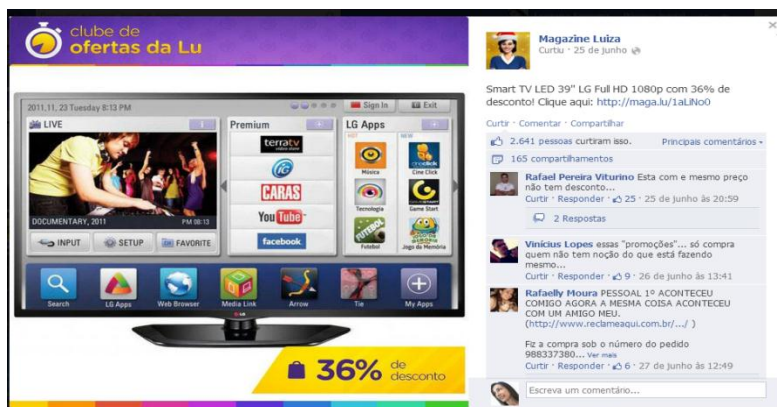 clube de
ofertas da Lu
2011.11. 23 Tuesday 8:13 PM
Sign In
Exit
LIVE
Premium
LG Apps
HOT
NEW
terratv
video store
iG
CARAS
YouTube
facebook
Música
Cine Click
Tecnologia
Game Start
FUTEBOL
Futebol
Jogo da Memória
DOCUMENTARY, 2011
PM 08:13
INPUT
SETUP
FAVORITE
Search
LG Apps
Web Browser
Media Link
Arrow
Tie
My Apps
LG
36% de desconto
Magazine Luiza
Curtiu · 25 de junho
Smart TV LED 39" LG Full HD 1080p com 36% de
desconto! Clique aqui: http://maga.lu/1aLiNo0
Curtir · Comentar · Compartilhar
2.641 pessoas curtiram isso.
Principais comentários
165 compartilhamentos
Rafael Pereira Viturino Esta com e mesmo preço
não tem desconto...
Curtir · Responder · 25 · 25 de junho às 20:59
2 Respostas
Vinícius Lopes essas "promoções"... só compra
quem não tem noção do que está fazendo
mesmo...
Curtir · Responder · 9 · 26 de junho às 13:41
Rafaelly Moura PESSOAL 1º ACONTECEU
COMIGO AGORA A MESMA COISA ACONTECEU
COM UM AMIGO MEU.
(http://www.reclameaqui.com.br/.../ )
Fiz a compra sob o número do pedido
988337380... Ver mais
Curtir · Responder · 6 · 27 de junho às 12:49
Escreva um comentário...